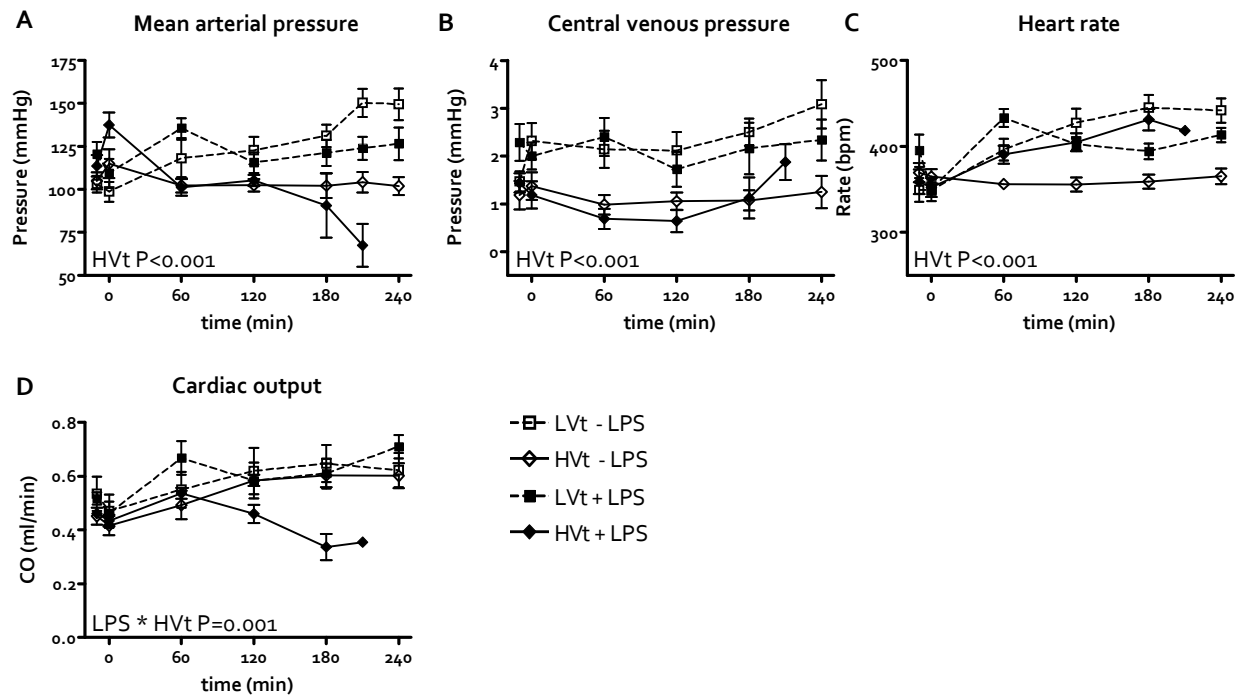 A
Mean arterial pressure
Pressure (mmHg)
175
150
125
100
75
50
HVt P<0.001
0 60 120 180 240
time (min)
B
Central venous pressure
Pressure (mmHg)
4
3
2
1
0
HVt P<0.001
0 60 120 180 240
time (min)
C
Heart rate
Rate (bpm)
500
400
300
HVt P<0.001
0 60 120 180 240
time (min)
D
Cardiac output
CO (ml/min)
0.8
0.6
0.4
0.2
0.0
LPS * HVt P=0.001
0 60 120 180 240
time (min)
LVt - LPS
HVt - LPS
LVt + LPS
HVt + LPS